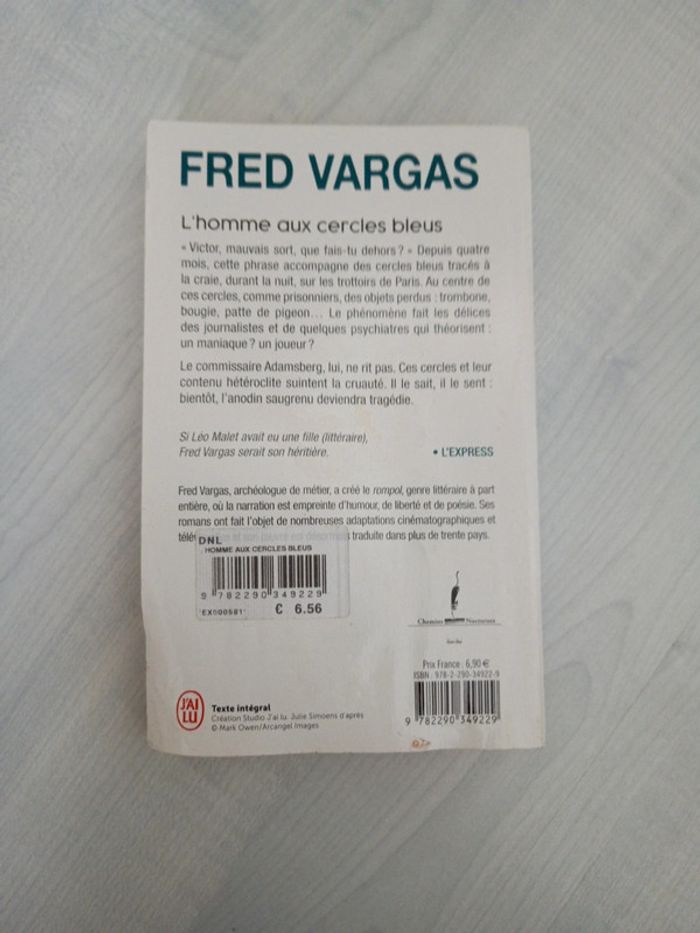 FRED VARGAS
L'homme aux cercles bleus
« Victor, mauvais sort, que fais-tu dehors ? » Depuis quatre
mois, cette phrase accompagne des cercles bleus tracés à
la craie, durant la nuit, sur les trottoirs de Paris. Au centre de
ces cercles, comme prisonniers, des objets perdus : trombone,
bougie, patte de pigeon… Le phénomène fait les délices
des journalistes et de quelques psychiatres qui théorisent :
un maniaque ? un joueur ?
Le commissaire Adamsberg, lui, ne rit pas. Ces cercles et leur
contenu hétéroclite suintent la cruauté. Il le sait, il le sent :
bientôt, l'anodin saugrenu deviendra tragédie.
Si Léo Malet avait eu une fille (littéraire),
Fred Vargas serait son héritière.
• L'EXPRESS
Fred Vargas, archéologue de métier, a créé le rompol, genre littéraire à part
entière, où la narration est empreinte d'humour, de liberté et de poésie. Ses
romans ont fait l'objet de nombreuses adaptations cinématographiques et
traduite dans plus de trente pays.
DNL
HOMME AUX CERCLES BLEUS
9 782290 349229
EX000581
€ 6.56
Chemins Nocturnes
Prix France : 6,90 €
ISBN : 978-2-290-34922-9
9 782290 349229
J'AI
LU
Texte intégral
Création Studio J'ai lu. Julie Simoens d'après
© Mark Owen/Arcangel Images